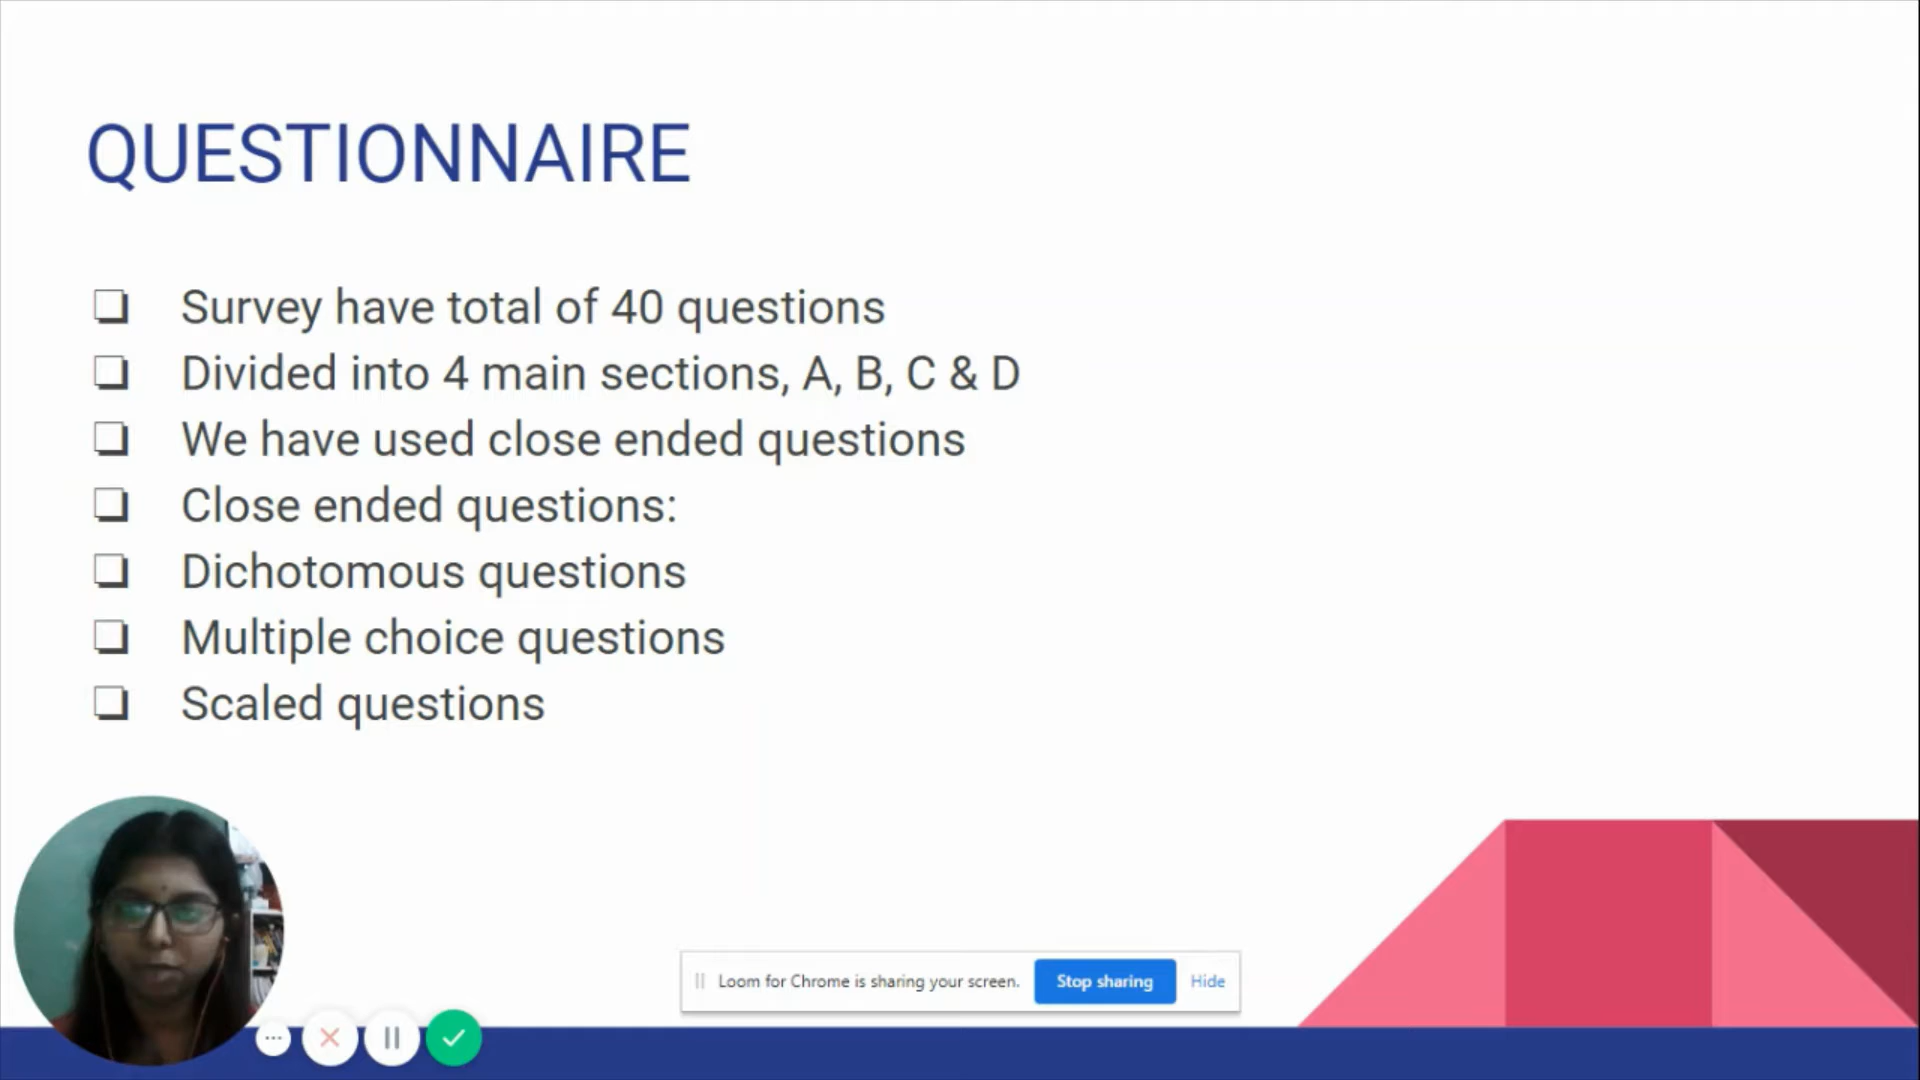 QUESTIONNAIRE
❏ Survey have total of 40 questions
❏ Divided into 4 main sections, A, B, C & D
❏ We have used close ended questions
❏ Close ended questions:
❏ Dichotomous questions
❏ Multiple choice questions
❏ Scaled questions
Loom for Chrome is sharing your screen. Stop sharing Hide